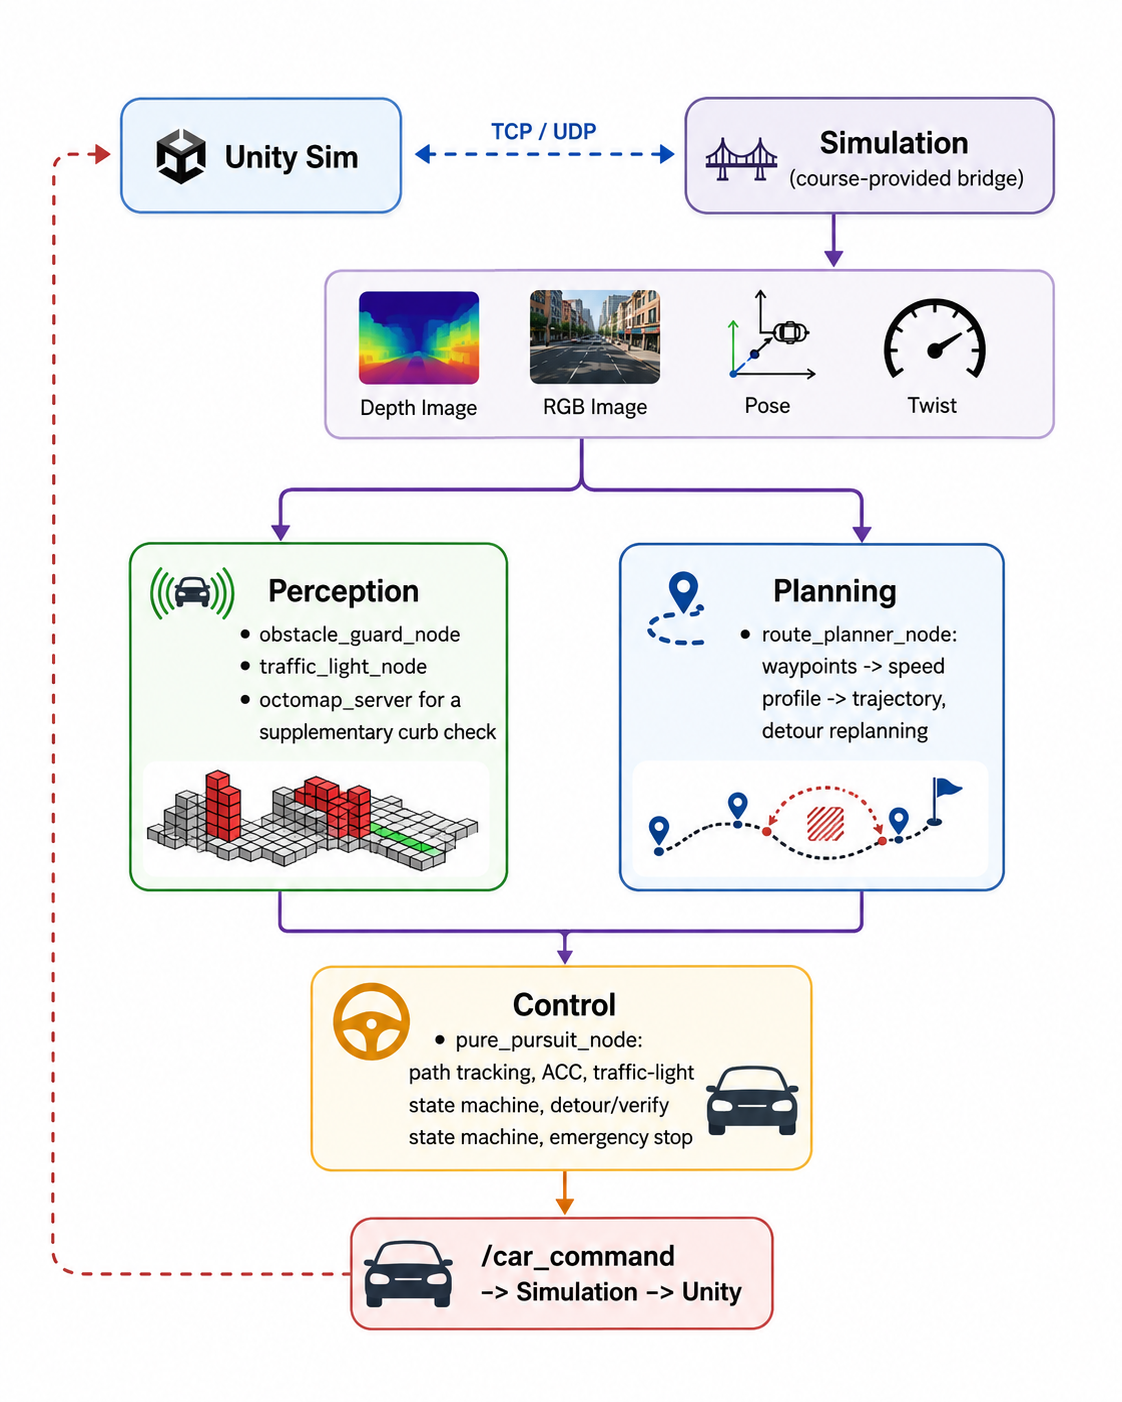 Unity Sim
TCP / UDP
Simulation
(course-provided bridge)
Depth Image
RGB Image
Pose
Twist
Perception
• obstacle_guard_node
• traffic_light_node
• octomap_server for a
supplementary curb check
Planning
• route_planner_node:
waypoints -> speed
profile -> trajectory,
detour replanning
Control
• pure_pursuit_node:
path tracking, ACC, traffic-light
state machine, detour/verify
state machine, emergency stop
/car_command
-> Simulation -> Unity